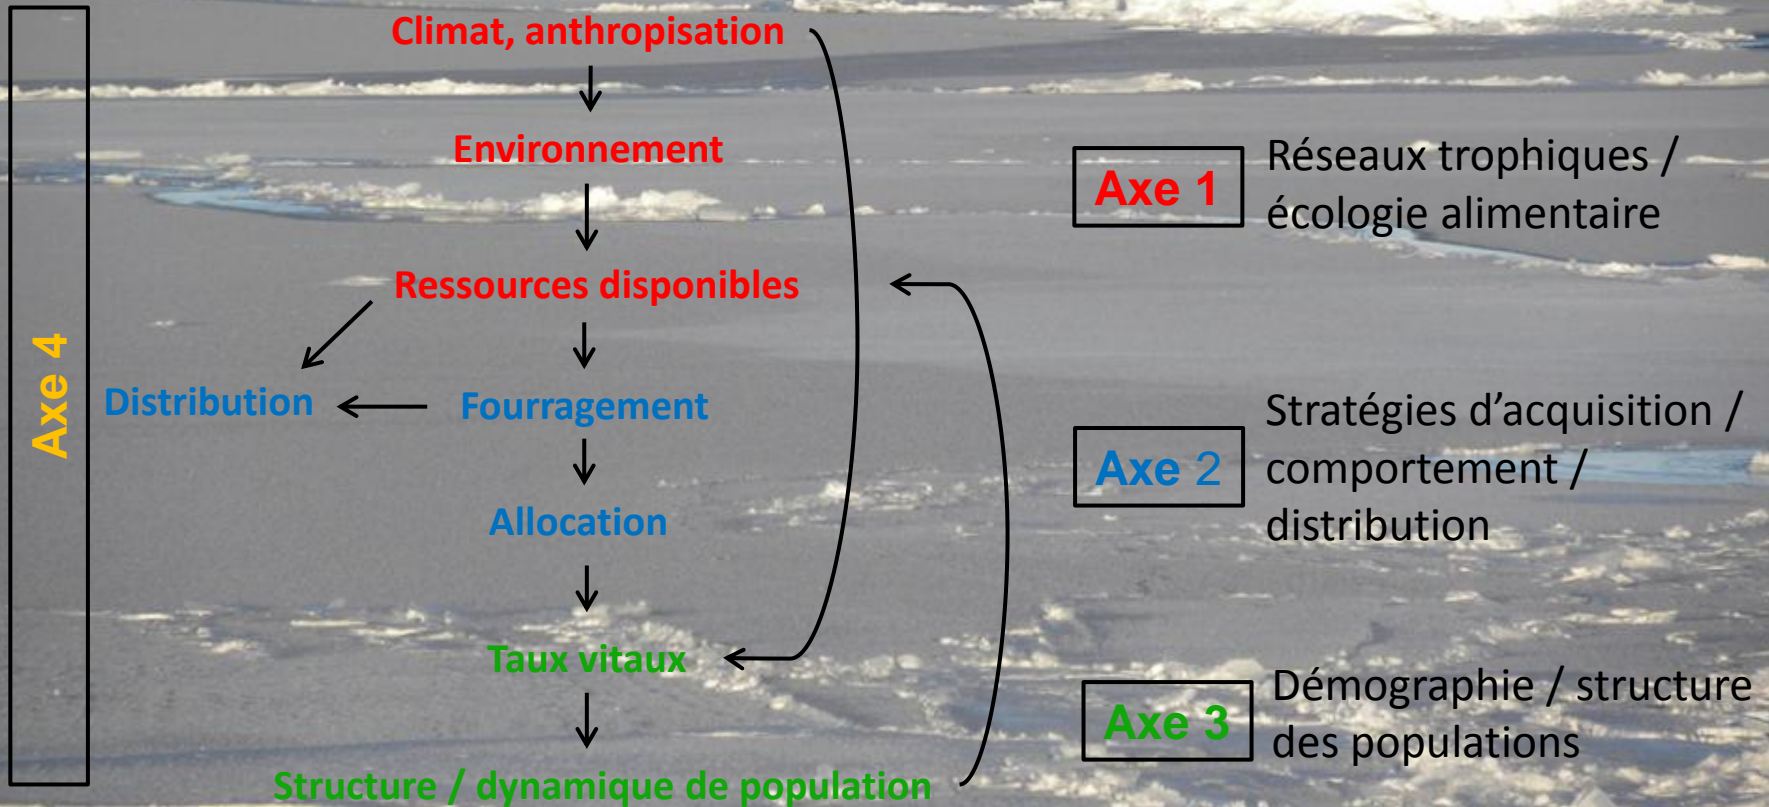 Climat, anthropisation
Environnement
Ressources disponibles
Distribution
Fourragement
Allocation
Taux vitaux
Structure / dynamique de population
Axe 4
Axe 1
Réseaux trophiques /
écologie alimentaire
Axe 2
Stratégies d’acquisition /
comportement /
distribution
Axe 3
Démographie / structure
des populations